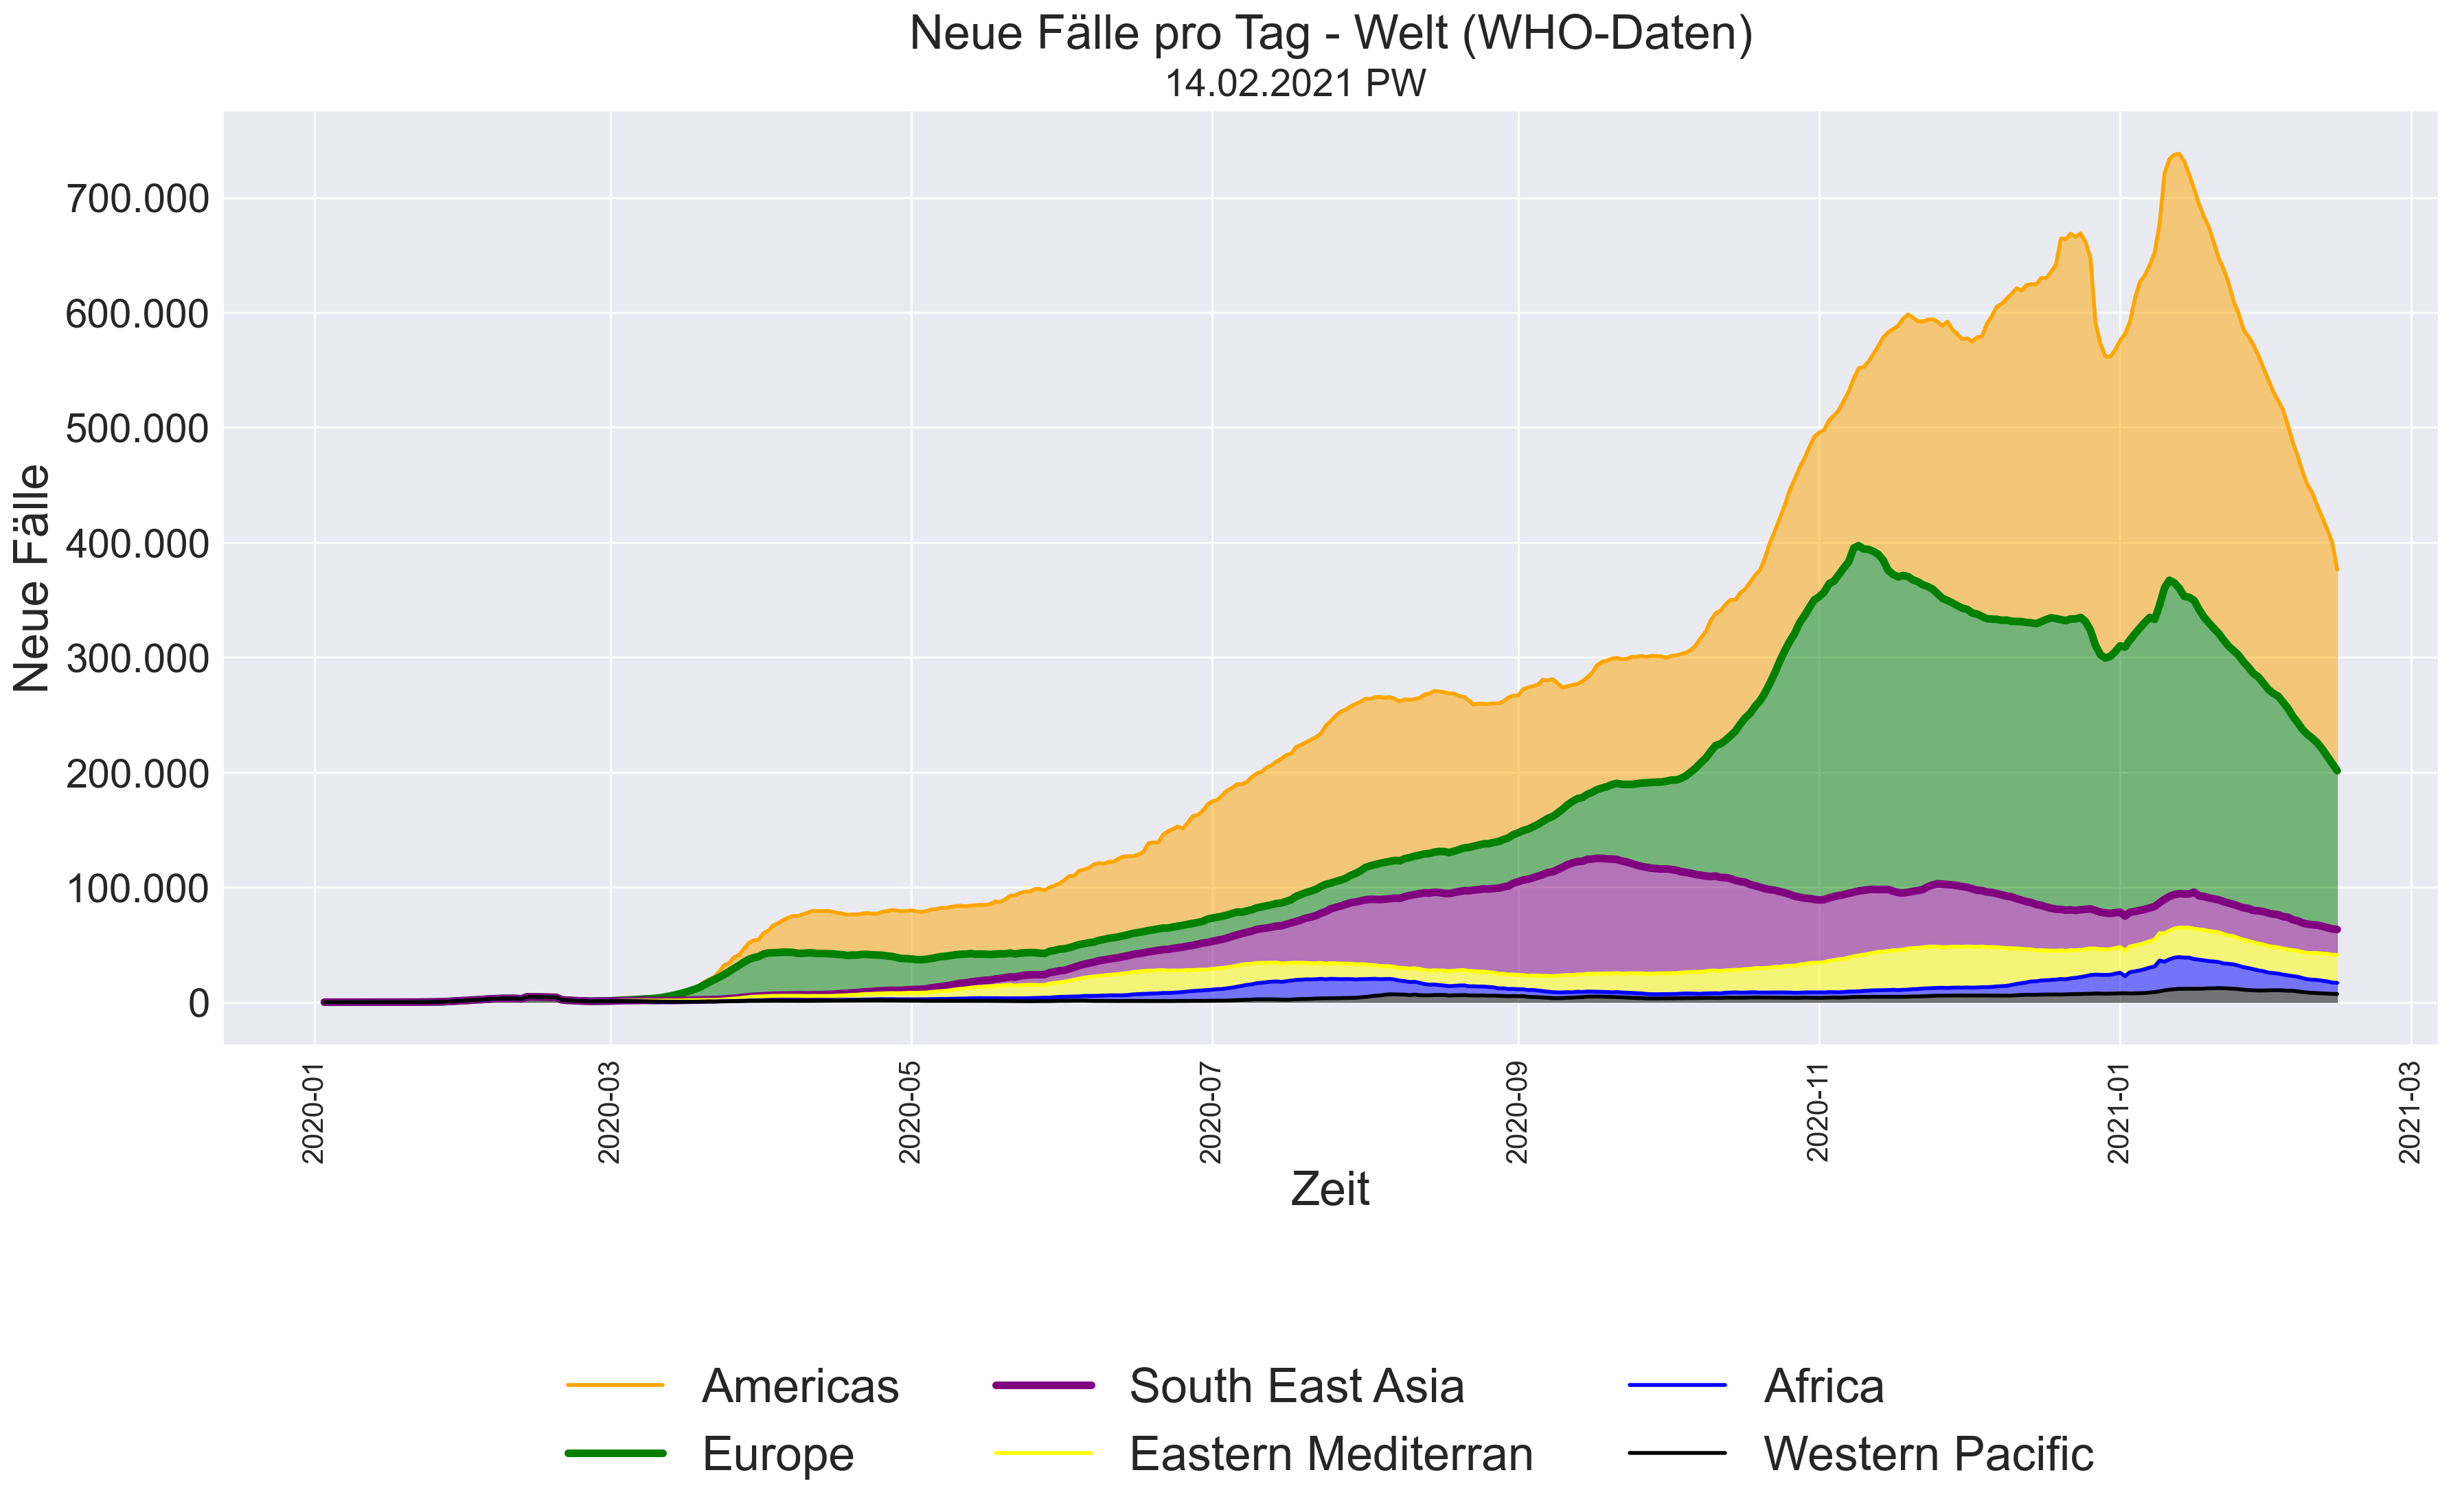 Neue Fälle pro Tag - Welt (WHO-Daten)
14.02.2021 PW
Neue Fälle
700.000
600.000
500.000
400.000
300.000
200.000
100.000
0
2020-01
2020-03
2020-05
2020-07
2020-09
2020-11
2021-01
2021-03
Zeit
Americas
South East Asia
Africa
Europe
Eastern Mediterran
Western Pacific